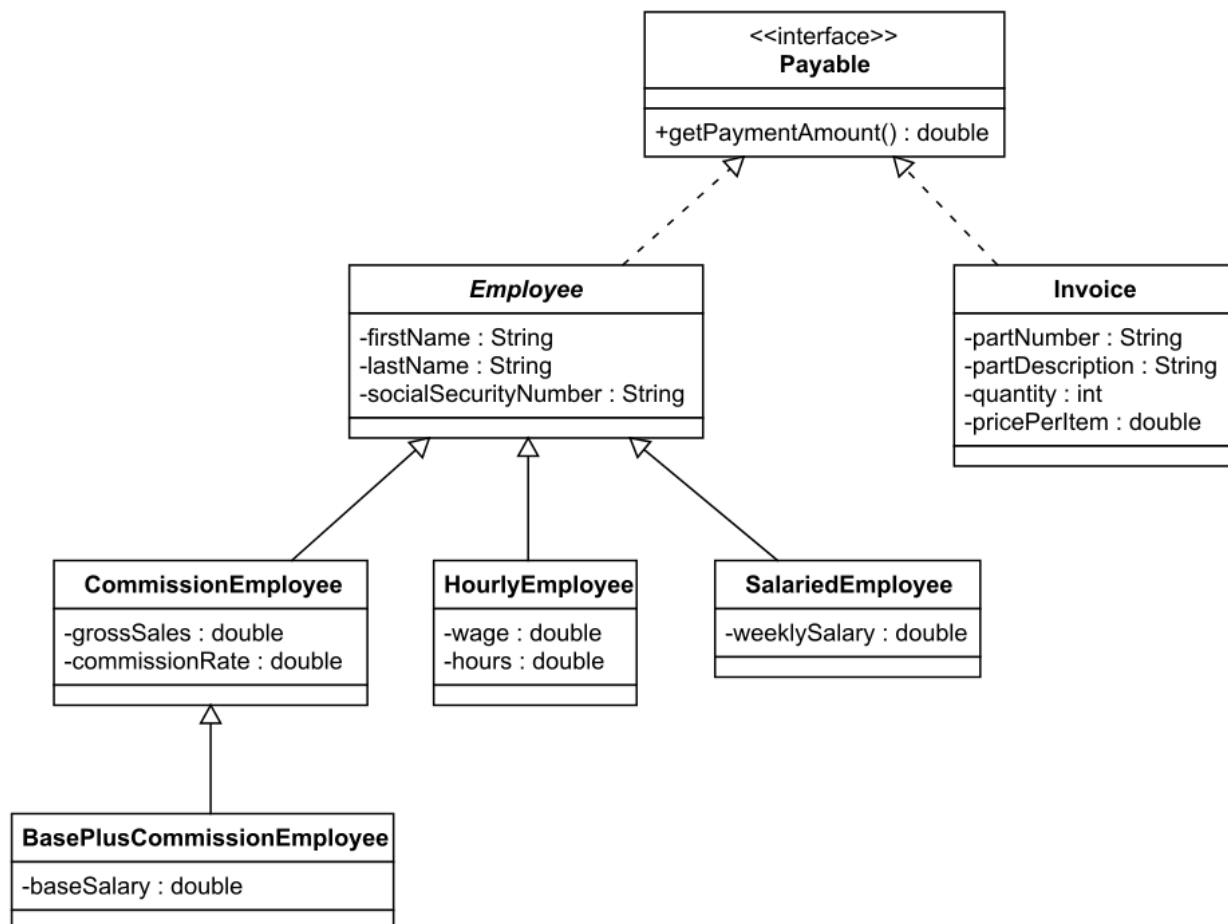 <<interface>>
Payable
+getPaymentAmount() : double
Employee
-firstName : String
-lastName : String
-socialSecurityNumber : String
Invoice
-partNumber : String
-partDescription : String
-quantity : int
-pricePerItem : double
CommissionEmployee
-grossSales : double
-commissionRate : double
HourlyEmployee
-wage : double
-hours : double
SalariedEmployee
-weeklySalary : double
BasePlusCommissionEmployee
-baseSalary : double